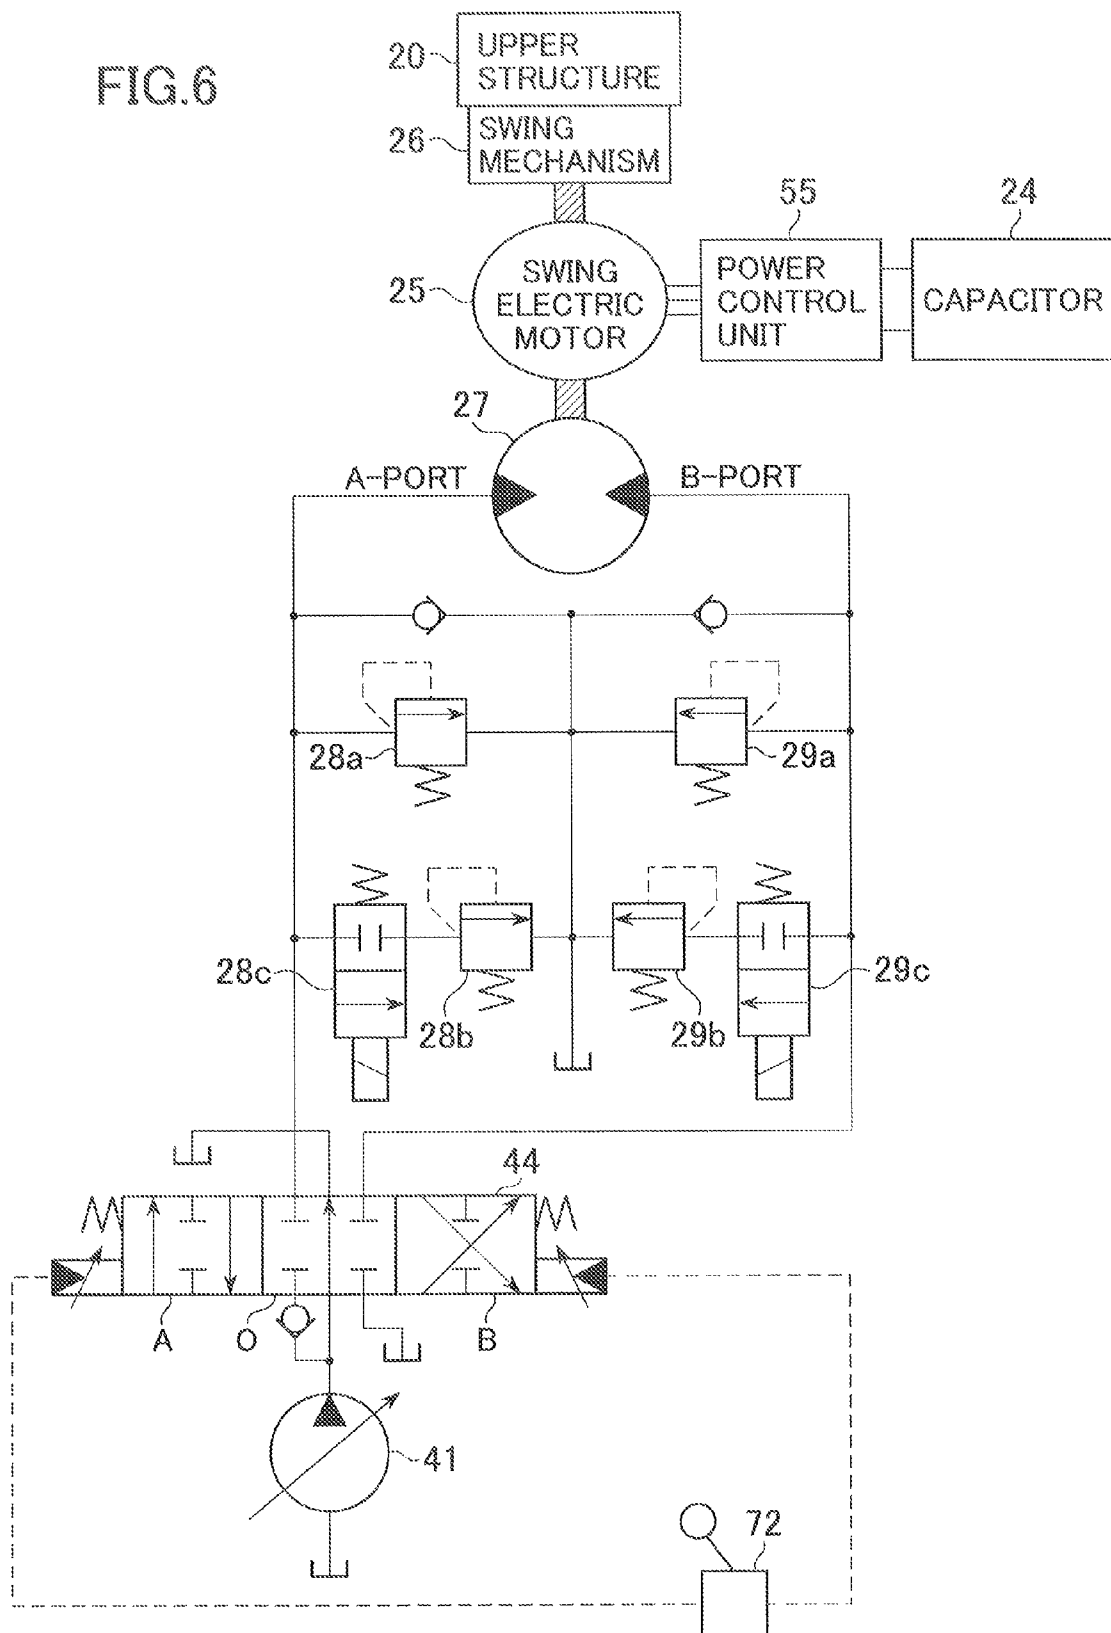 FIG.6
20
UPPER
STRUCTURE
26
SWING
MECHANISM
55
24
25
SWING
ELECTRIC
MOTOR
POWER
CONTROL
UNIT
CAPACITOR
27
A-PORT
B-PORT
28a
29a
28c
28b
29b
29c
44
A
O
B
41
72